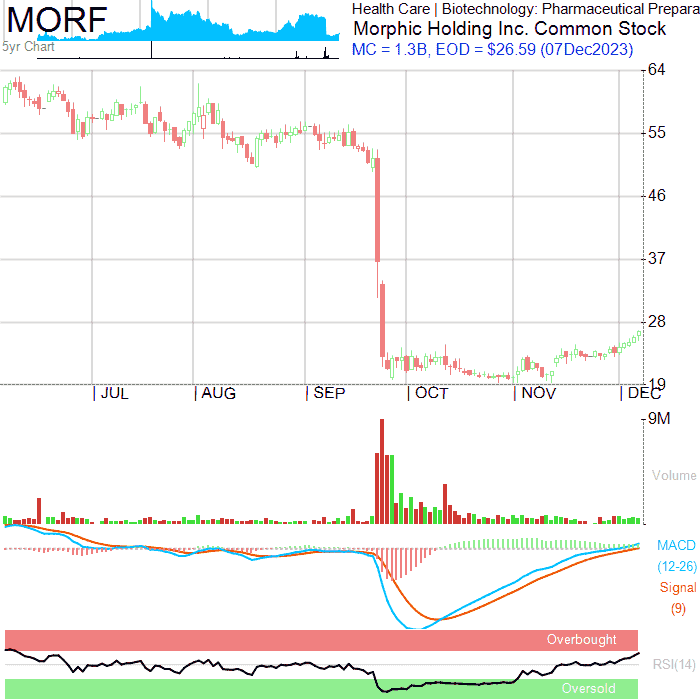 MORF
Health Care | Biotechnology: Pharmaceutical Prepara
Morphic Holding Inc. Common Stock
5yr Chart
MC = 1.3B, EOD = $26.59 (07Dec2023)
64
55
46
37
28
19
JUL
AUG
SEP
OCT
NOV
DEC
9M
Volume
MACD
(12-26)
Signal
(9)
Overbought
RSI(14)
Oversold